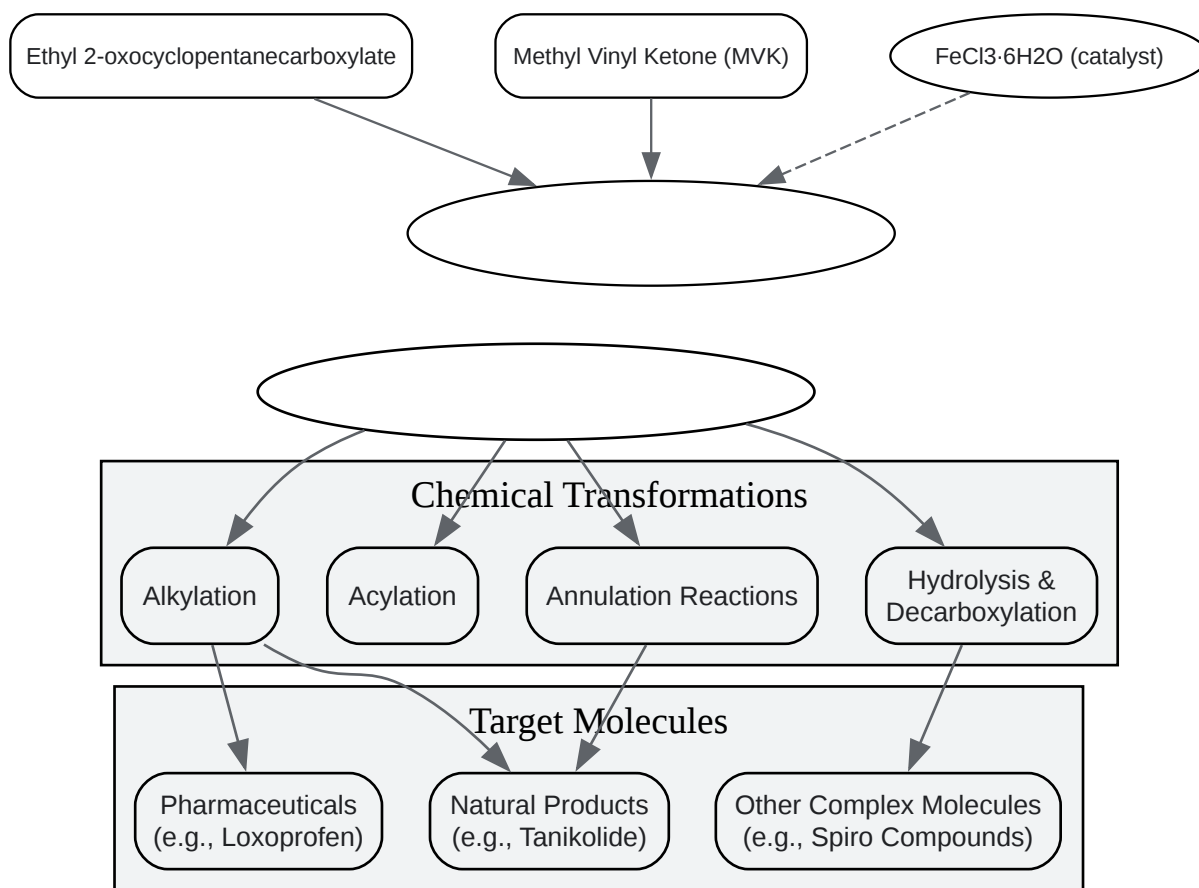 Ethyl 2-oxocyclopentanecarboxylate
Methyl Vinyl Ketone (MVK)
FeCl3·6H2O (catalyst)
Chemical Transformations
Alkylation
Acylation
Annulation Reactions
Hydrolysis &
Decarboxylation
Target Molecules
Pharmaceuticals
(e.g., Loxoprofen)
Natural Products
(e.g., Tanikolide)
Other Complex Molecules
(e.g., Spiro Compounds)